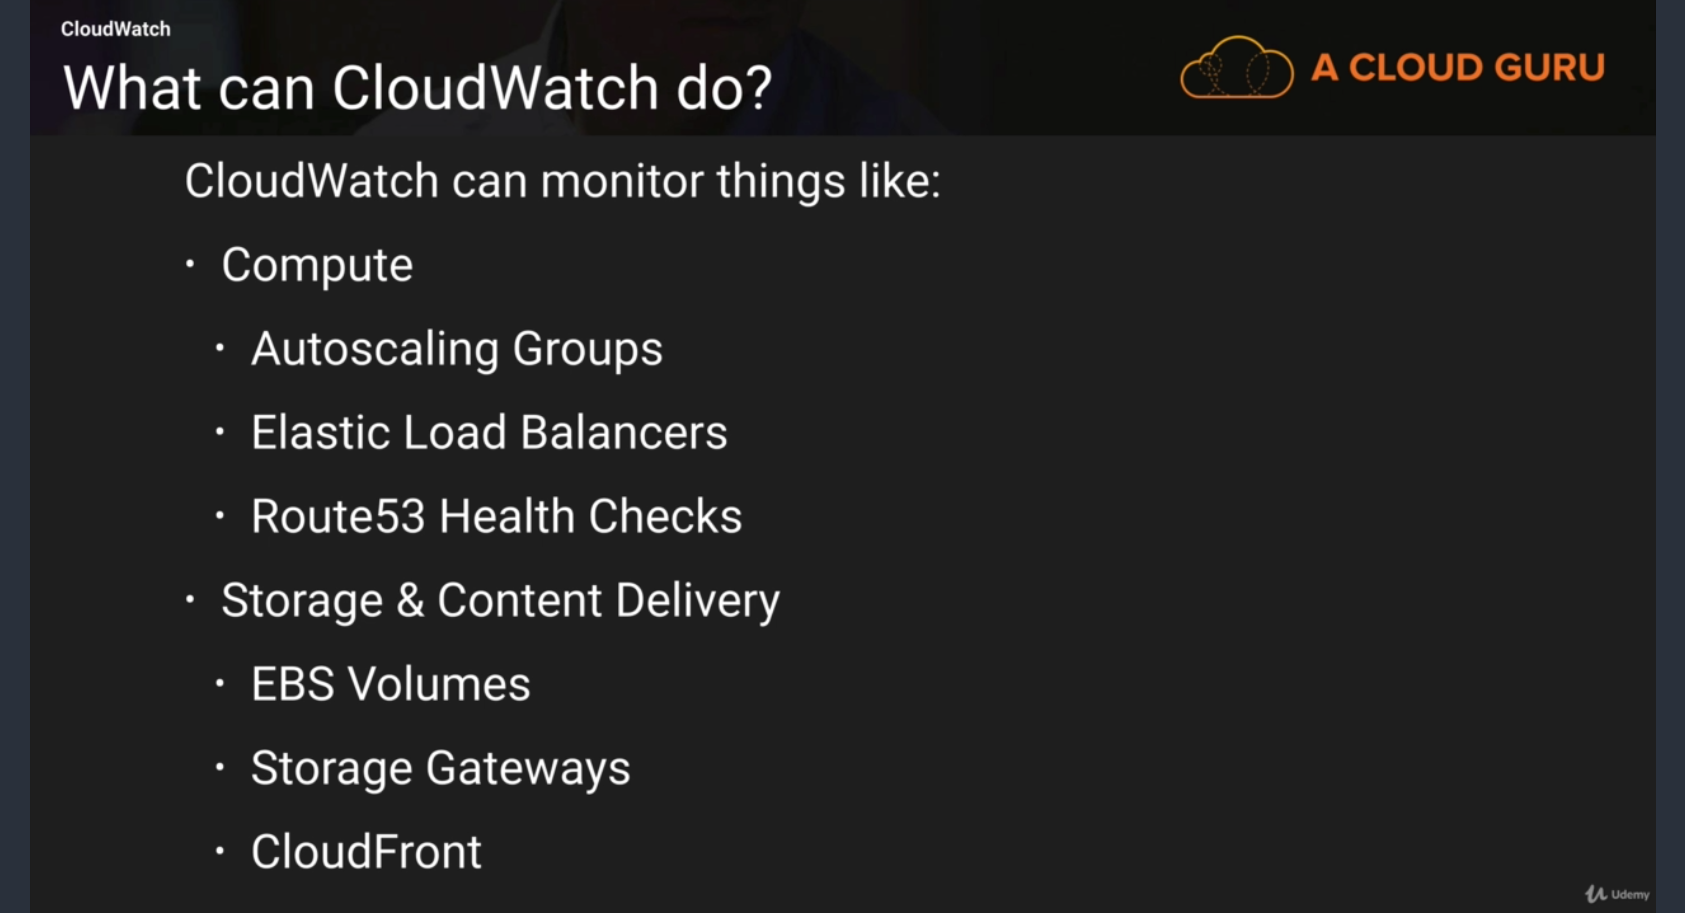 CloudWatch
What can CloudWatch do?
A CLOUD GURU
CloudWatch can monitor things like:
• Compute
• Autoscaling Groups
• Elastic Load Balancers
• Route53 Health Checks
• Storage & Content Delivery
• EBS Volumes
• Storage Gateways
• CloudFront
Udemy